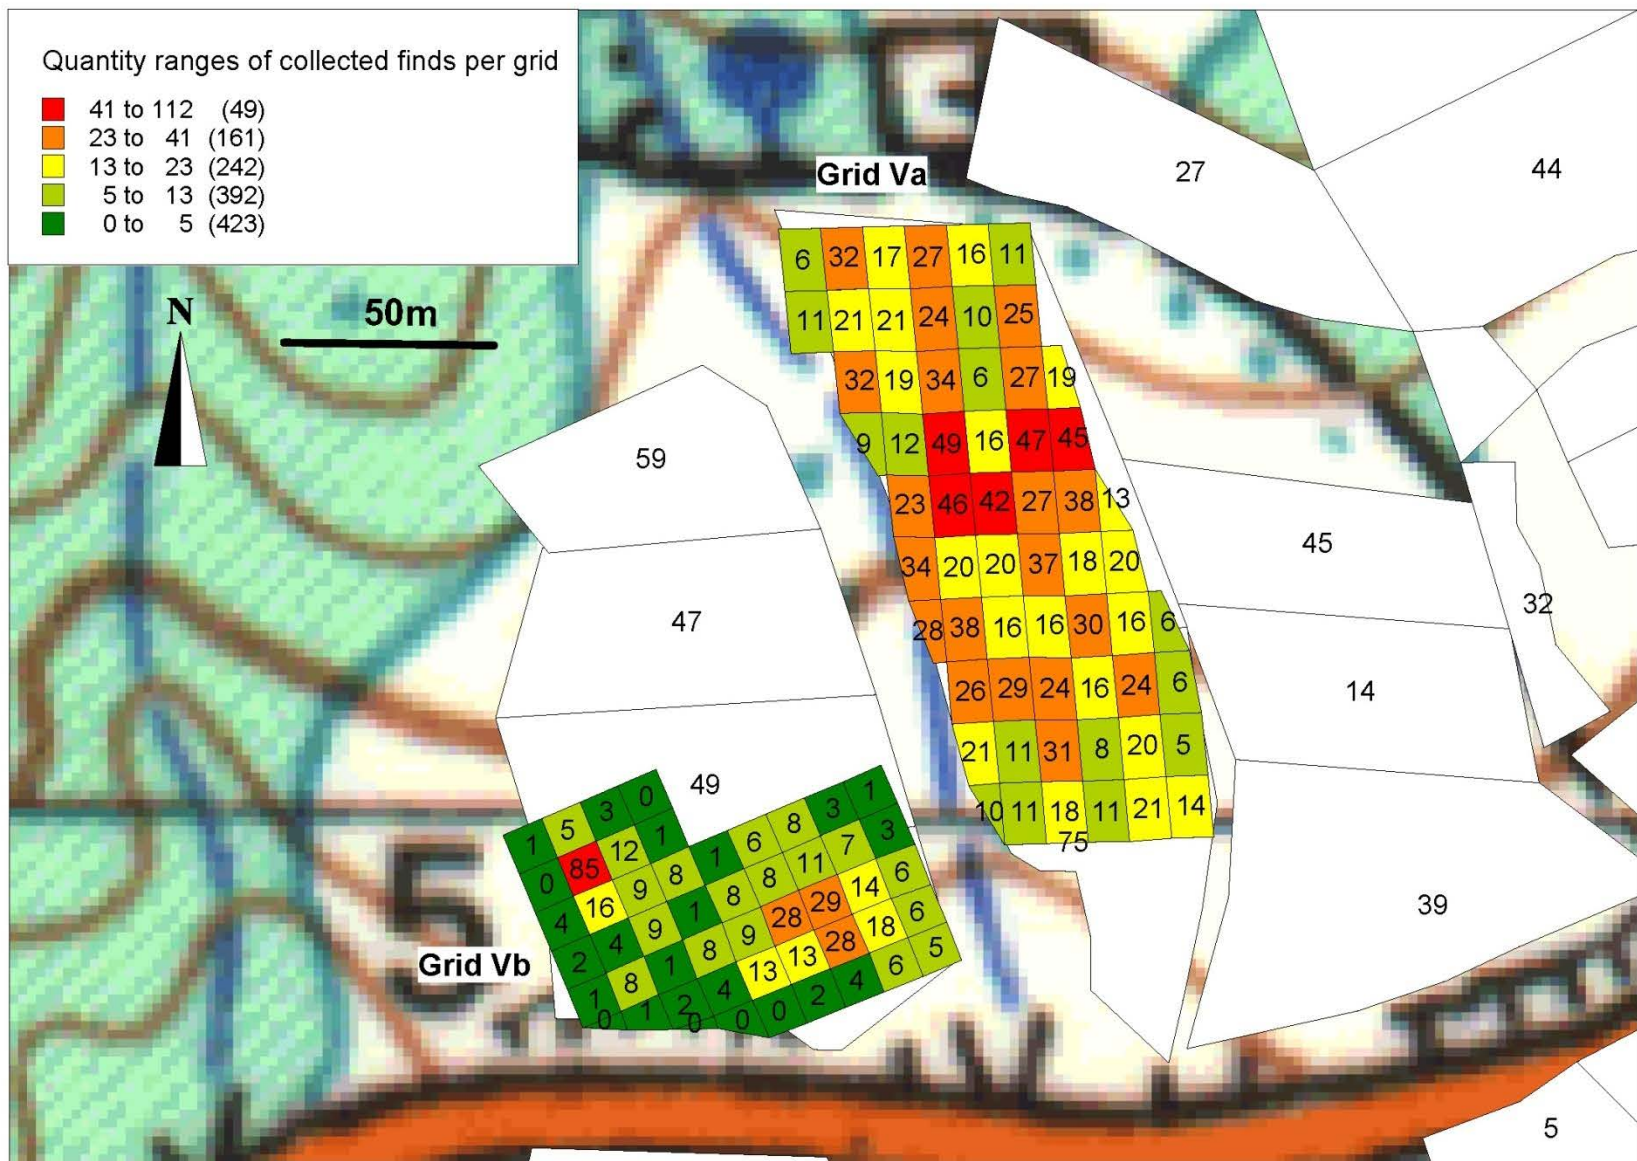 Quantity ranges of collected finds per grid
41 to 112 (49)
23 to 41 (161)
13 to 23 (242)
5 to 13 (392)
0 to 5 (423)
N
50m
Grid Va
27
44
6 32 17 27 16 11
11 21 21 24 10 25
32 19 34 6 27 19
9 12 49 16 47 45
23 46 42 27 38 13
34 20 20 37 18 20
28 38 16 16 30 16 6
26 29 24 16 24 6
21 11 31 8 20 5
10 11 18 11 21 14
75
59
47
49
45
32
14
39
5
Grid Vb
1 5 3 0
0 85 12 1 1 6 8 3 1
4 16 9 8 8 8 11 7 3
2 4 9 1 9 28 29 14 6
1 8 1 8 13 13 28 18 6
0 1 2 4 0 2 4 6 5
0 0
5